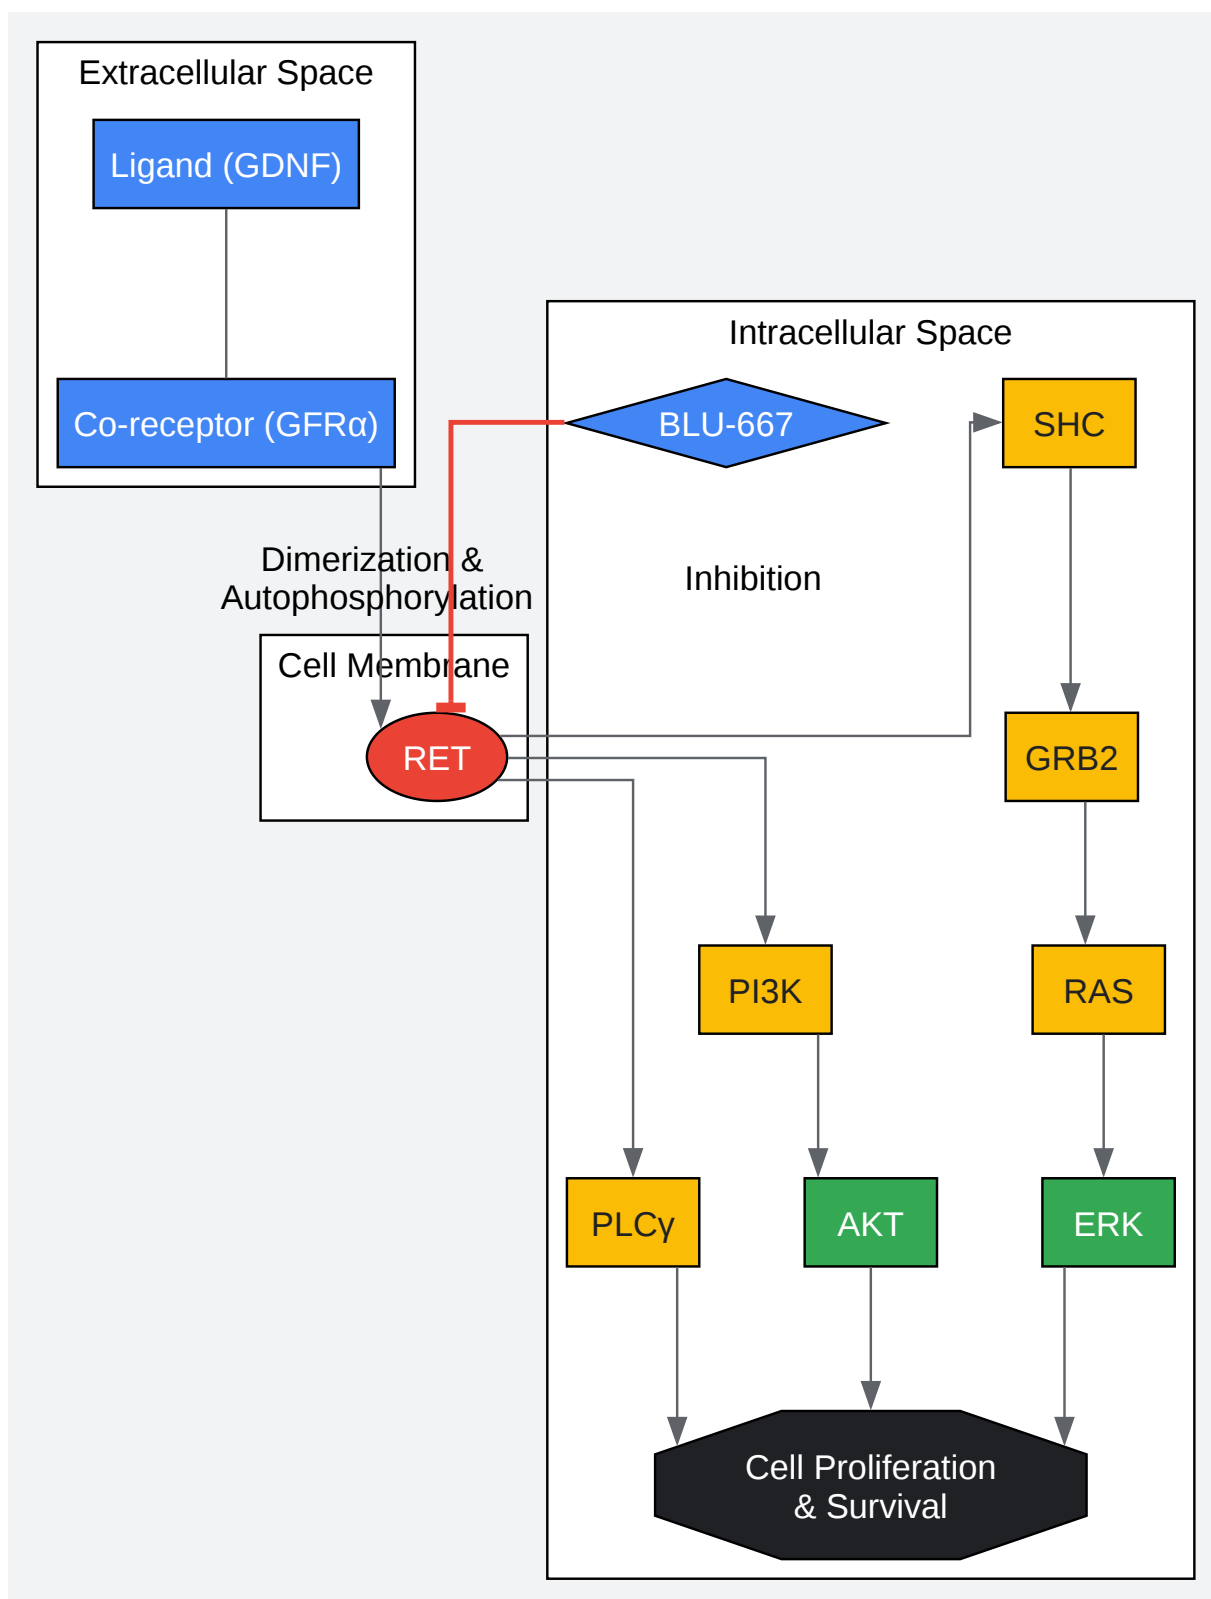 Extracellular Space
Ligand (GDNF)
Co-receptor (GFRα)
Dimerization &
Autophosphorylation
Cell Membrane
RET
Intracellular Space
BLU-667
SHC
Inhibition
GRB2
PI3K
RAS
PLCγ
AKT
ERK
Cell Proliferation
& Survival